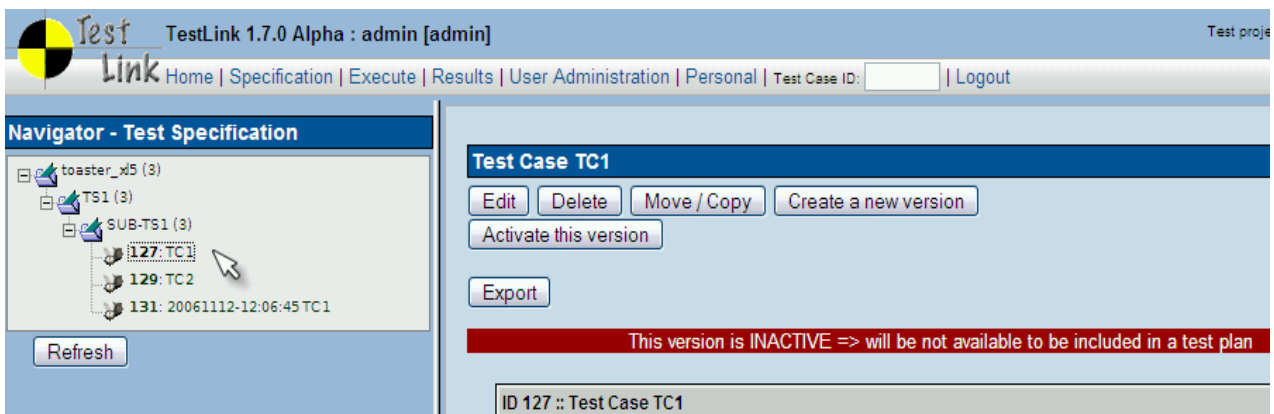 Test
Link
TestLink 1.7.0 Alpha : admin [admin]
Test proje
Home | Specification | Execute | Results | User Administration | Personal | Test Case ID: | Logout
Navigator - Test Specification
toaster_xl5 (3)
TS1 (3)
SUB-TS1 (3)
127: TC1
129: TC2
131: 20061112-12:06:45 TC1
Refresh
Test Case TC1
Edit Delete Move / Copy Create a new version
Activate this version
Export
This version is INACTIVE => will be not available to be included in a test plan
ID 127 :: Test Case TC1